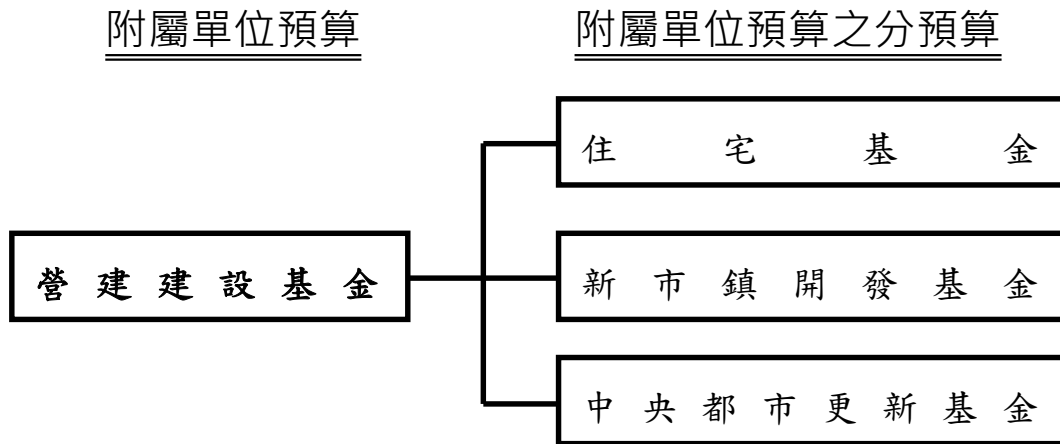 附屬單位預算
附屬單位預算之分預算
住宅基金
營建建設基金
新市鎮開發基金
中央都市更新基金